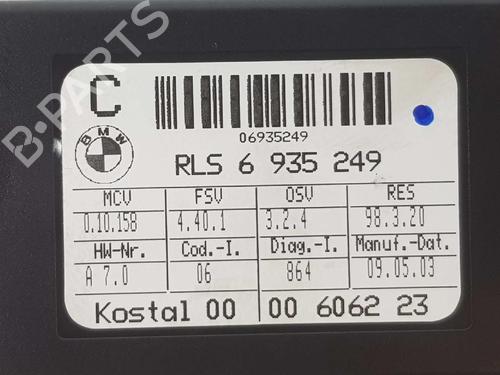 C
06935249
BMW
RLS 6 935 249
MCV FSV OSV RES
0.10.158 4.40.1 3.2.4 98.3.20
HW-Nr. Cod.-I. Diag.-I. Manuf.-Dat.
A 7.0 06 864 09.05.03
Kostal 00 00 6062 23
B-PARTS